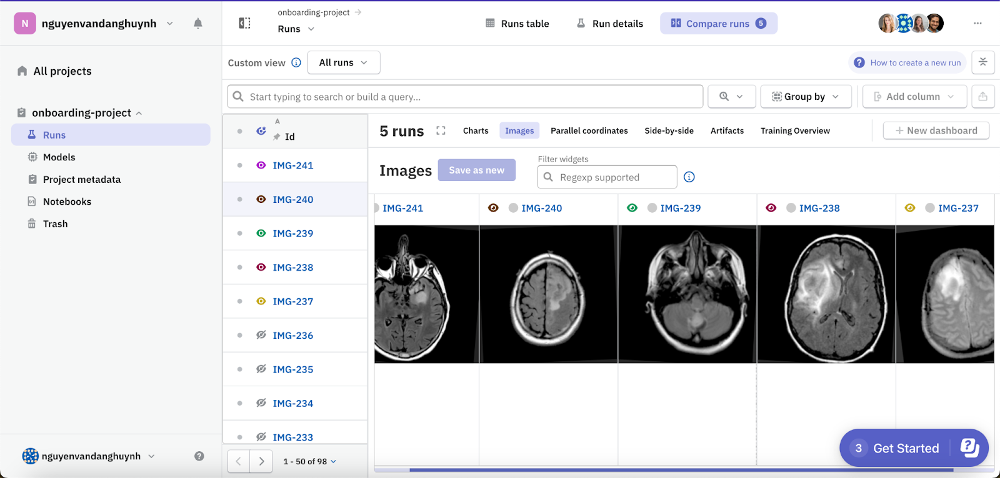 N
nguyenvandanghuynh
All projects
onboarding-project
Runs
Models
Project metadata
Notebooks
Trash
nguyenvandanghuynh
?
onboarding-project
Runs
Runs table
Run details
Compare runs 5
Custom view
All runs
? How to create a new run
Start typing to search or build a query...
Group by
Add column
A
Id
IMG-241
IMG-240
IMG-239
IMG-238
IMG-237
IMG-236
IMG-235
IMG-234
IMG-233
1 - 50 of 98
5 runs
Charts
Images
Parallel coordinates
Side-by-side
Artifacts
Training Overview
+ New dashboard
Images
Save as new
Filter widgets
Regexp supported
IMG-241
IMG-240
IMG-239
IMG-238
IMG-237
3 Get Started
?